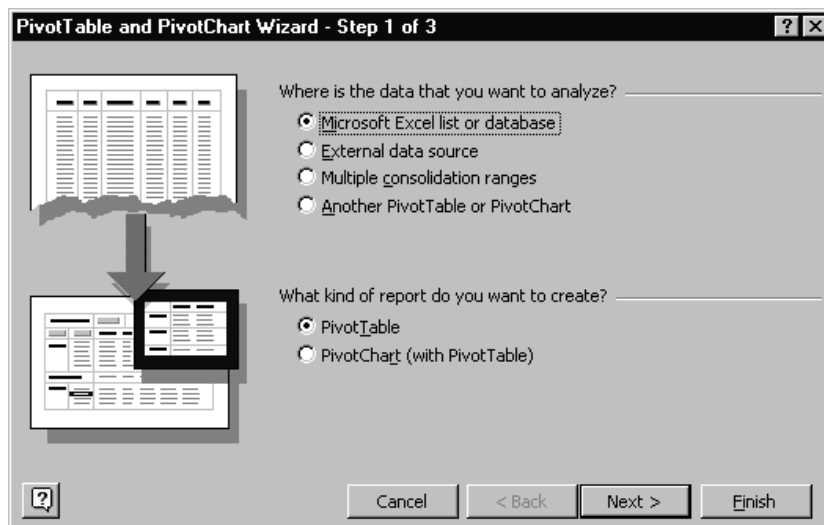 PivotTable and PivotChart Wizard - Step 1 of 3
Where is the data that you want to analyze?
Microsoft Excel list or database
External data source
Multiple consolidation ranges
Another PivotTable or PivotChart
What kind of report do you want to create?
PivotTable
PivotChart (with PivotTable)
Cancel < Back Next > Finish